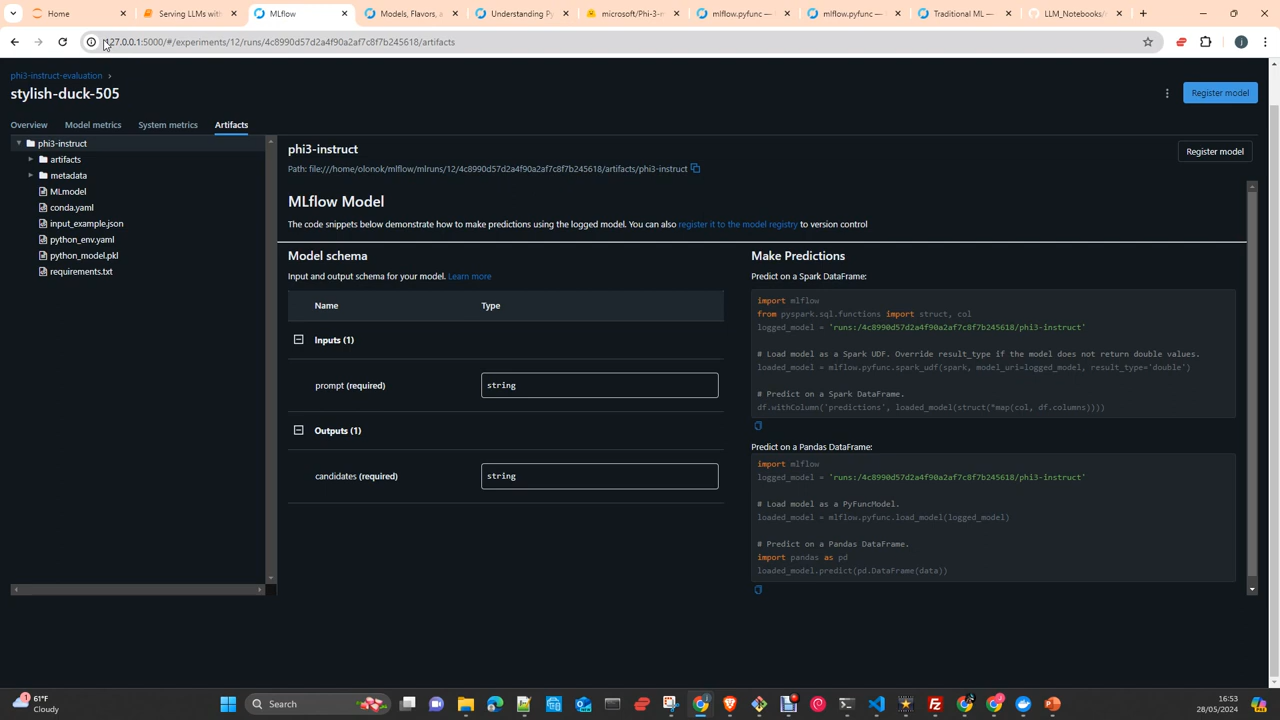 Home
Serving LLMs with
MLflow
Models, Flavors, a
Understanding Py
microsoft/Phi-3-m
mlflow.pyfunc —
mlflow.pyfunc —
Traditional ML —
LLM_Notebooks/
127.0.0.1:5000/#/experiments/12/runs/4c8990d57d2a4f90a2af7c8f7b245618/artifacts
phi3-instruct-evaluation
stylish-duck-505
Register model
Overview
Model metrics
System metrics
Artifacts
phi3-instruct
artifacts
metadata
MLmodel
conda.yaml
input_example.json
python_env.yaml
python_model.pkl
requirements.txt
phi3-instruct
Register model
Path: file:///home/olonok/mlflow/mlruns/12/4c8990d57d2a4f90a2af7c8f7b245618/artifacts/phi3-instruct
MLflow Model
The code snippets below demonstrate how to make predictions using the logged model. You can also register it to the model registry to version control
Model schema
Input and output schema for your model. Learn more
Name Type
Inputs (1)
prompt (required) string
Outputs (1)
candidates (required) string
Make Predictions
Predict on a Spark DataFrame:
import mlflow
from pyspark.sql.functions import struct, col
logged_model = 'runs:/4c8990d57d2a4f90a2af7c8f7b245618/phi3-instruct'
# Load model as a Spark UDF. Override result_type if the model does not return double values.
loaded_model = mlflow.pyfunc.spark_udf(spark, model_uri=logged_model, result_type='double')
# Predict on a Spark DataFrame.
df.withColumn('predictions', loaded_model(struct(*map(col, df.columns))))
Predict on a Pandas DataFrame:
import mlflow
logged_model = 'runs:/4c8990d57d2a4f90a2af7c8f7b245618/phi3-instruct'
# Load model as a PyFuncModel.
loaded_model = mlflow.pyfunc.load_model(logged_model)
# Predict on a Pandas DataFrame.
import pandas as pd
loaded_model.predict(pd.DataFrame(data))
61°F
Cloudy
Search
16:53
28/05/2024